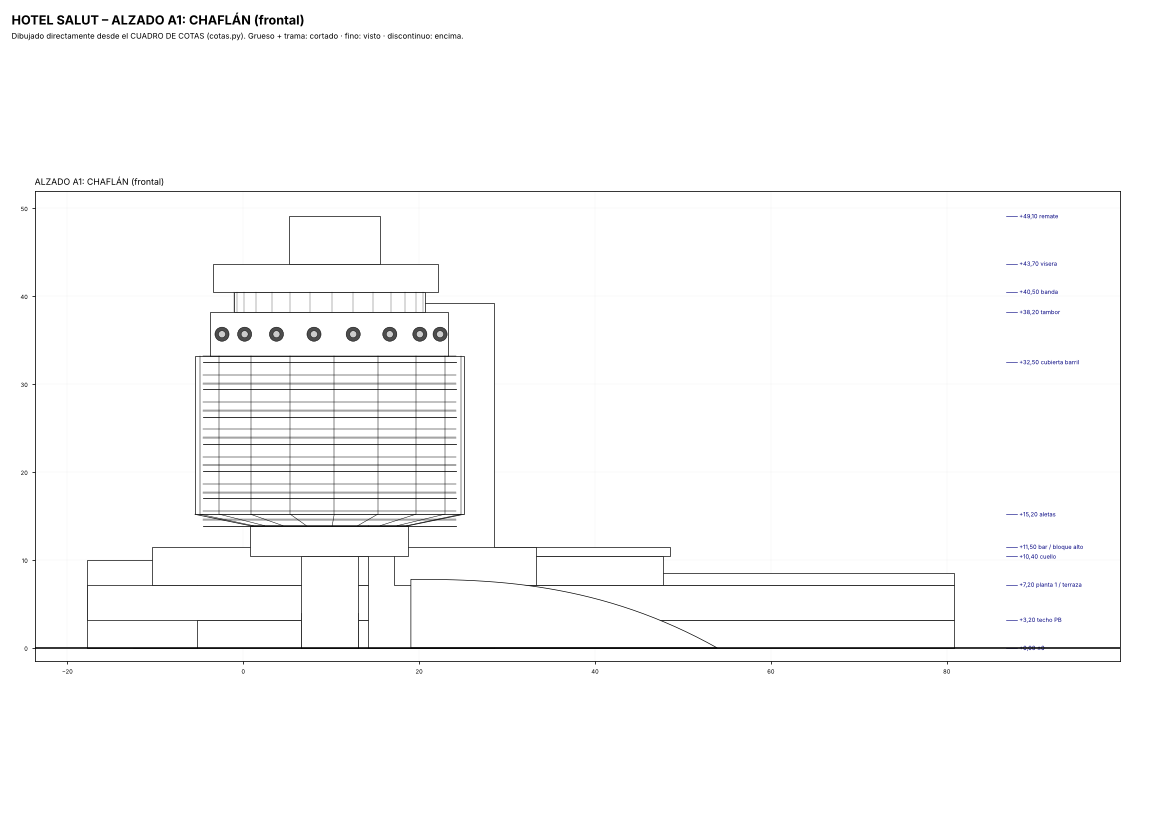 HOTEL SALUT – ALZADO A1: CHAFLÁN (frontal)
Dibujado directamente desde el CUADRO DE COTAS (cotas.py). Grueso + trama: cortado · fino: visto · discontinuo: encima.
ALZADO A1: CHAFLÁN (frontal)
50
+49,10 remate
+43,70 visera
40
+40,50 banda
+38,20 tambor
+32,50 cubierta barril
30
20
+15,20 aletas
+11,50 bar / bloque alto
10
+10,40 cuello
+7,20 planta 1 / terraza
+3,20 techo PB
0
−20
0
20
40
60
80